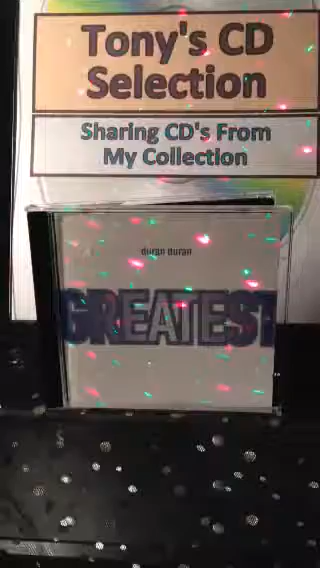 Tony's CD
Selection
Sharing CD's From
My Collection
duran duran
GREATEST